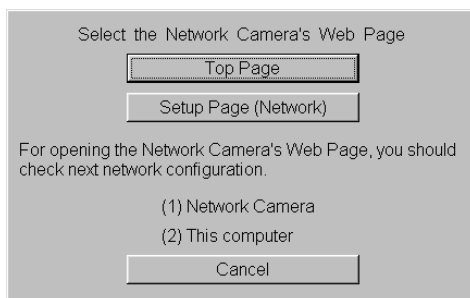 Select the Network Camera's Web Page
Top Page
Setup Page (Network)
For opening the Network Camera's Web Page, you should
check next network configuration.
(1) Network Camera
(2) This computer
Cancel